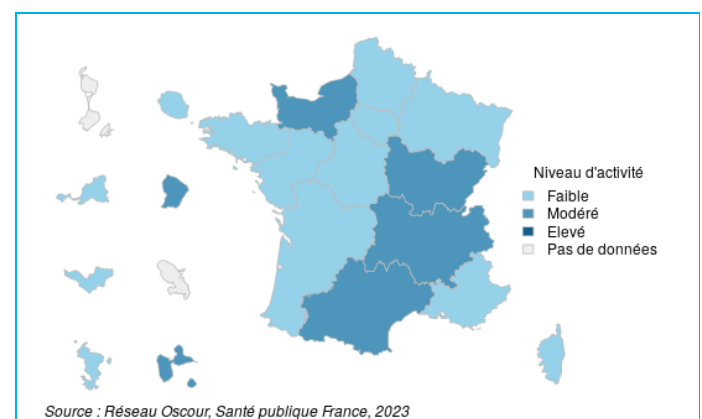 Niveau d'activité
Faible
Modéré
Elevé
Pas de données
Source : Réseau Oscour, Santé publique France, 2023